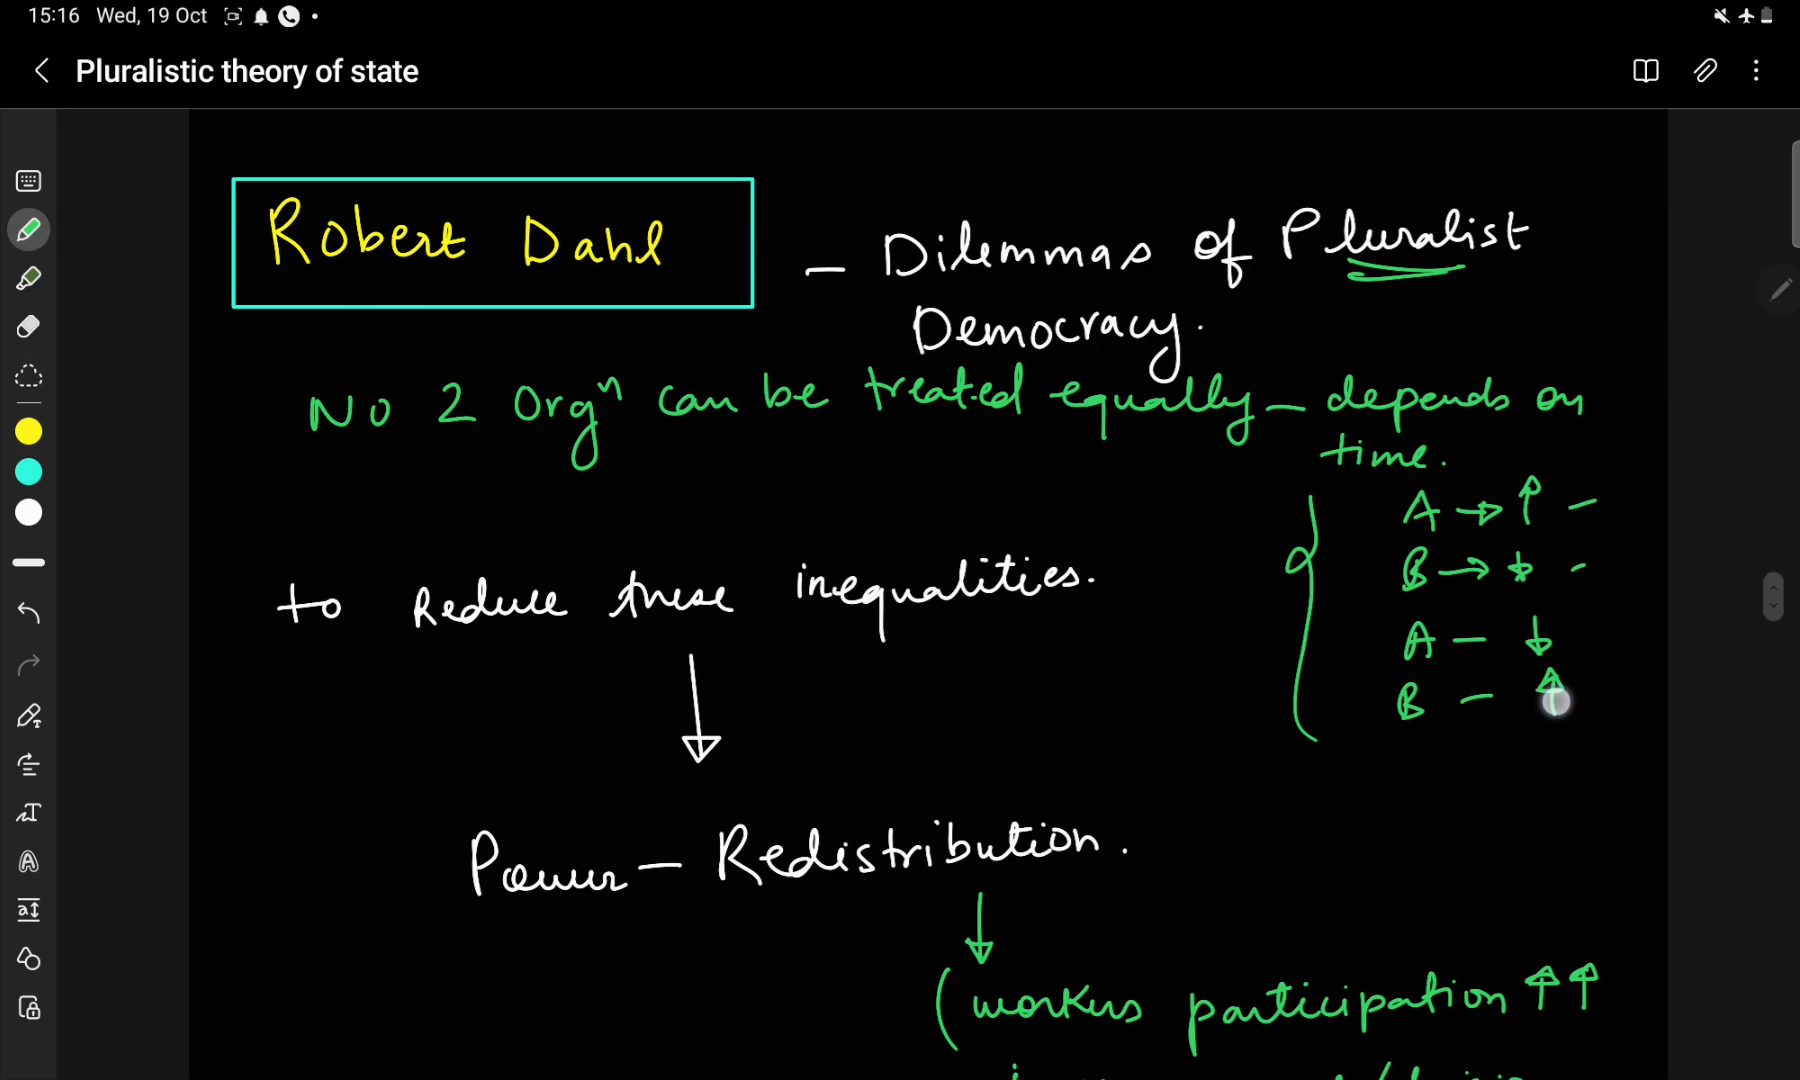 15:16 Wed, 19 Oct
Pluralistic theory of state
Robert Dahl – Dilemmas of Pluralist
Democracy.
No 2 Orgⁿ can be treated equally – depends on
time.
A → ↑ –
B → ↓ –
to Reduce these inequalities.
A – ↓
B – ↑
Power – Redistribution.
(workers participation ↑↑